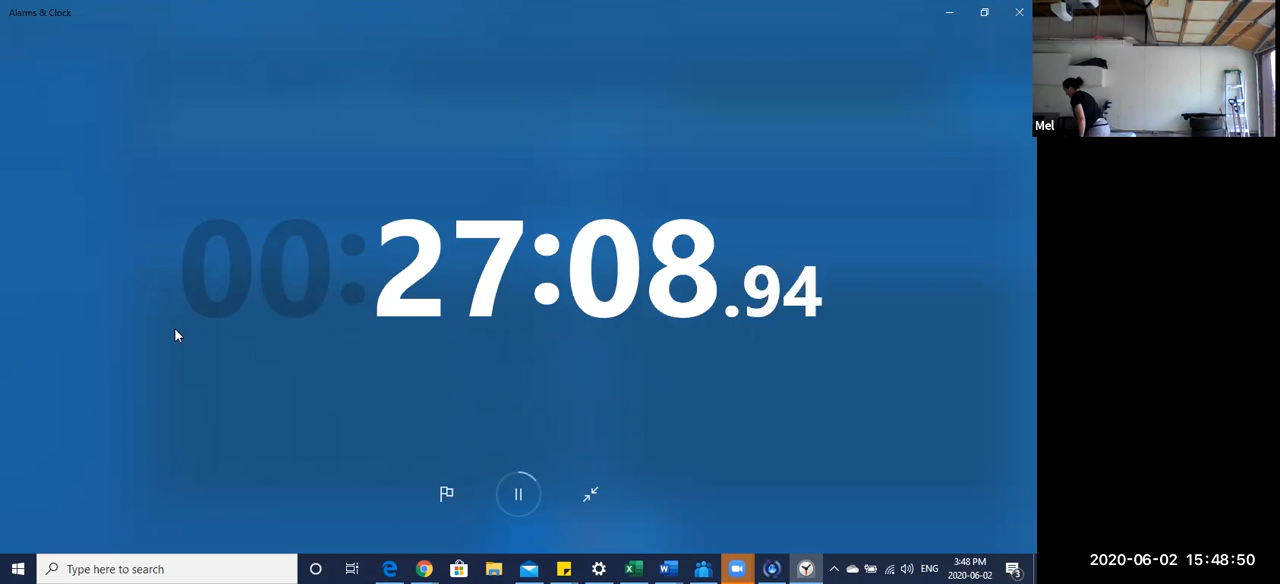 Alarms & Clock
00:27:08.94
Mel
Type here to search
ENG
3:48 PM
2020-06-02
3
2020-06-02 15:48:50